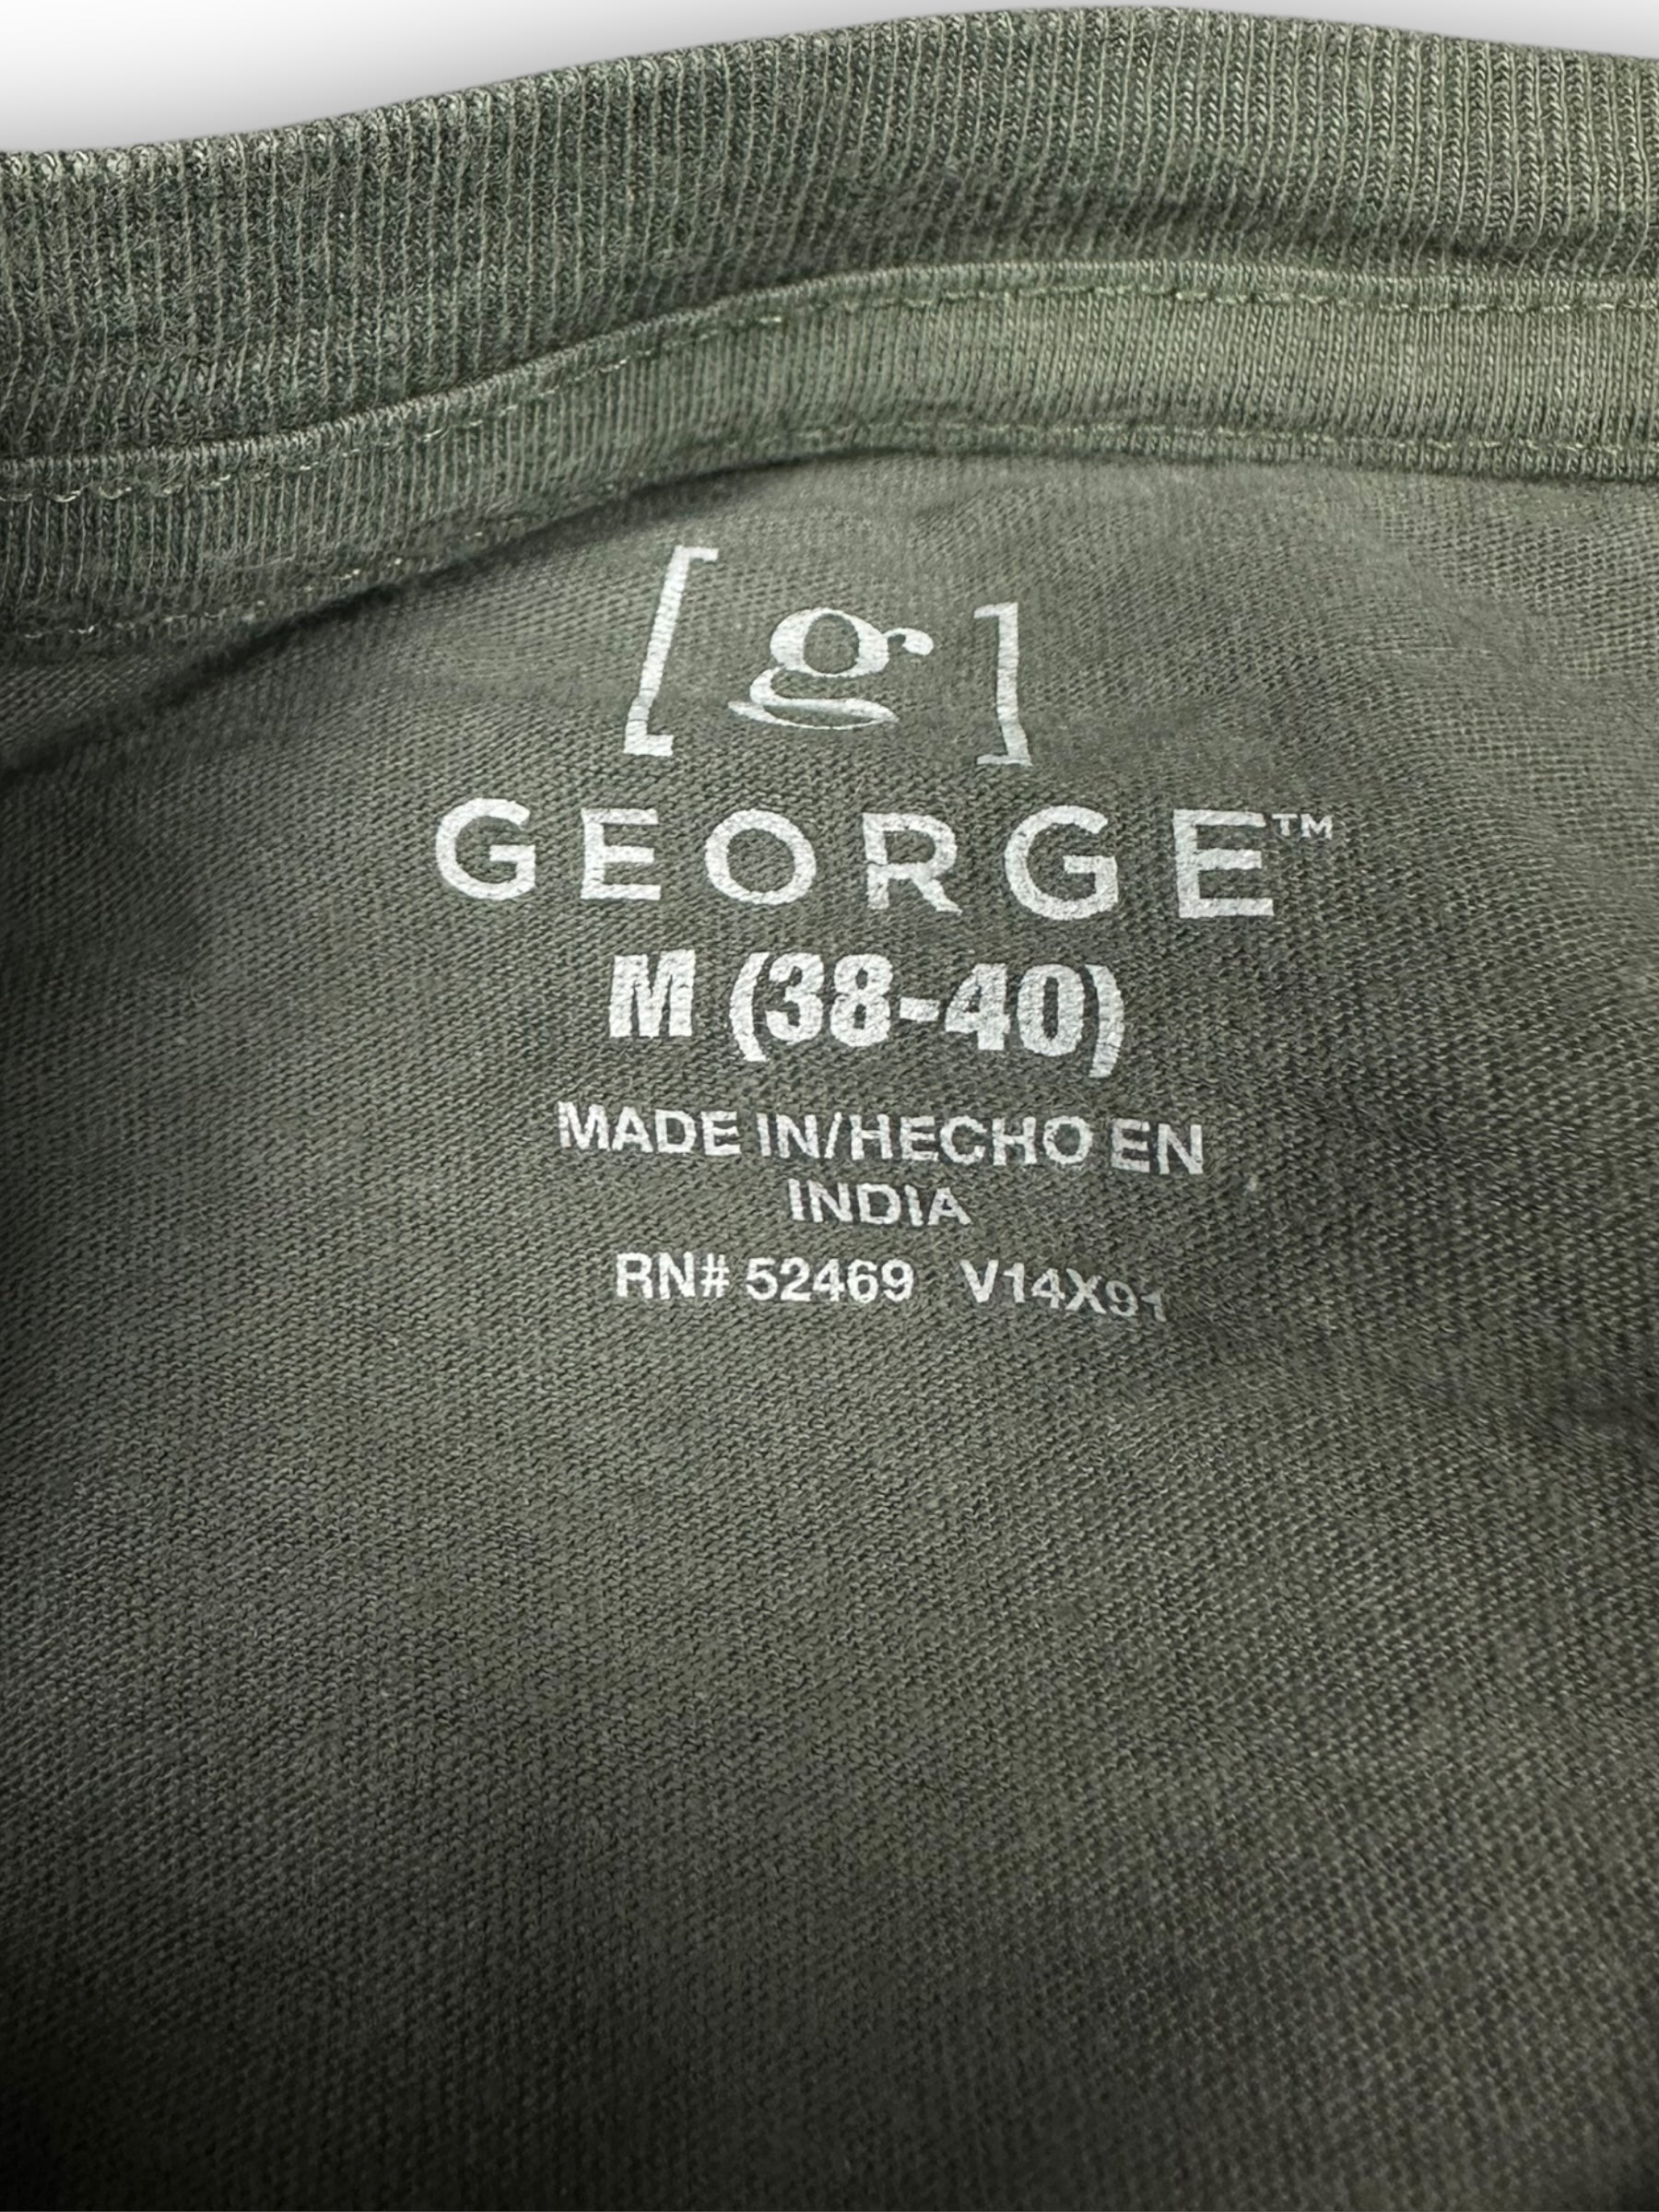 [g]
GEORGE™
M (38-40)
MADE IN/HECHO EN
INDIA
RN# 52469 V14X91